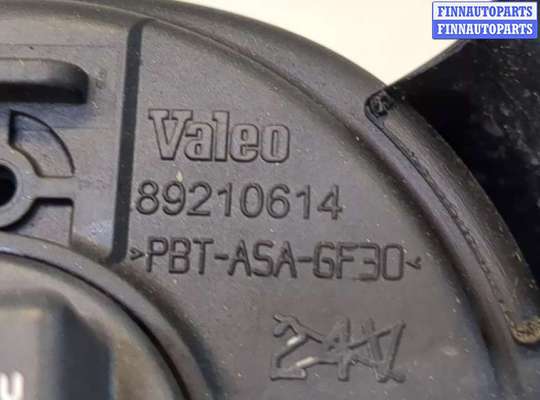 FINNAUTOPARTS
FINNAUTOPARTS
Valeo
89210614
>PBT-ASA-GF30<
U